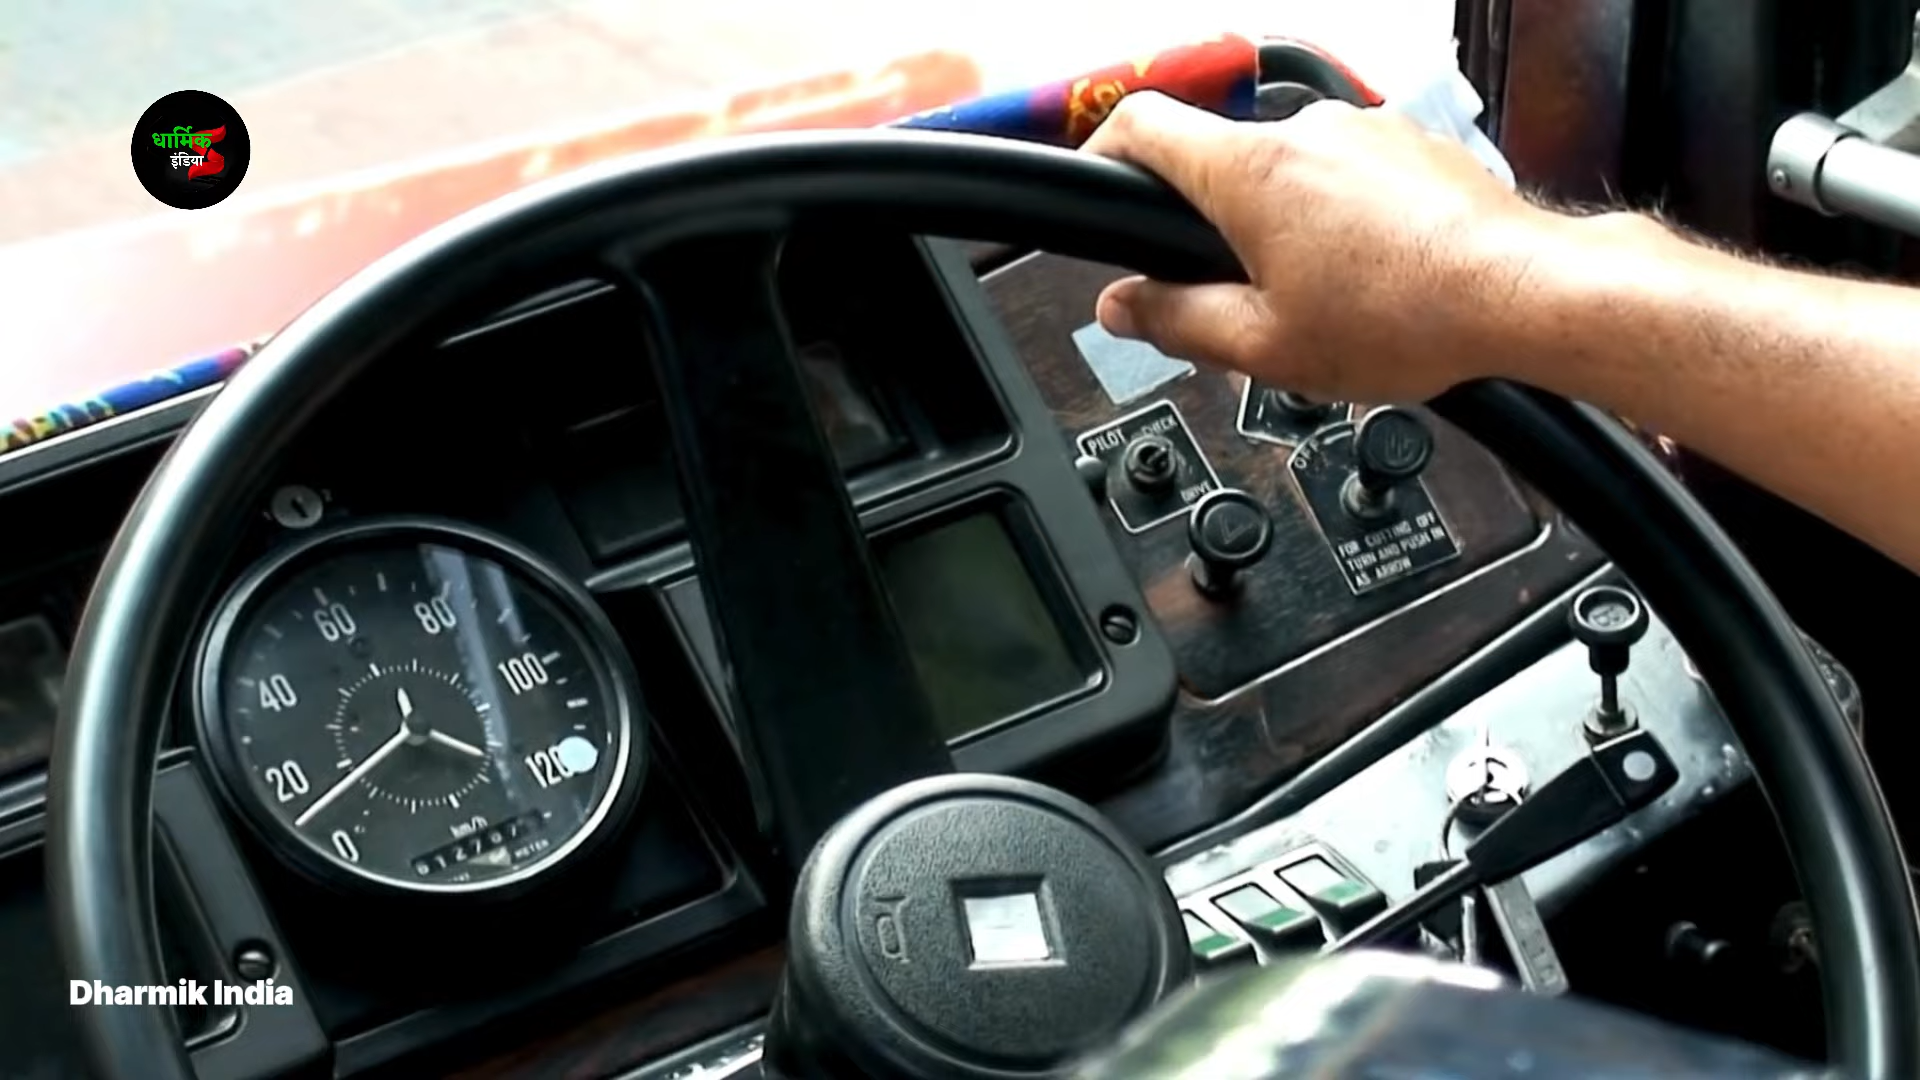 धार्मिक
इंडिया
PILOT CHECK
DRIVE
OFF
FOR CUTTING OFF
TURN AND PUSH IN
AS ARROW
60
80
40
100
20
120
0
km/h
Dharmik India